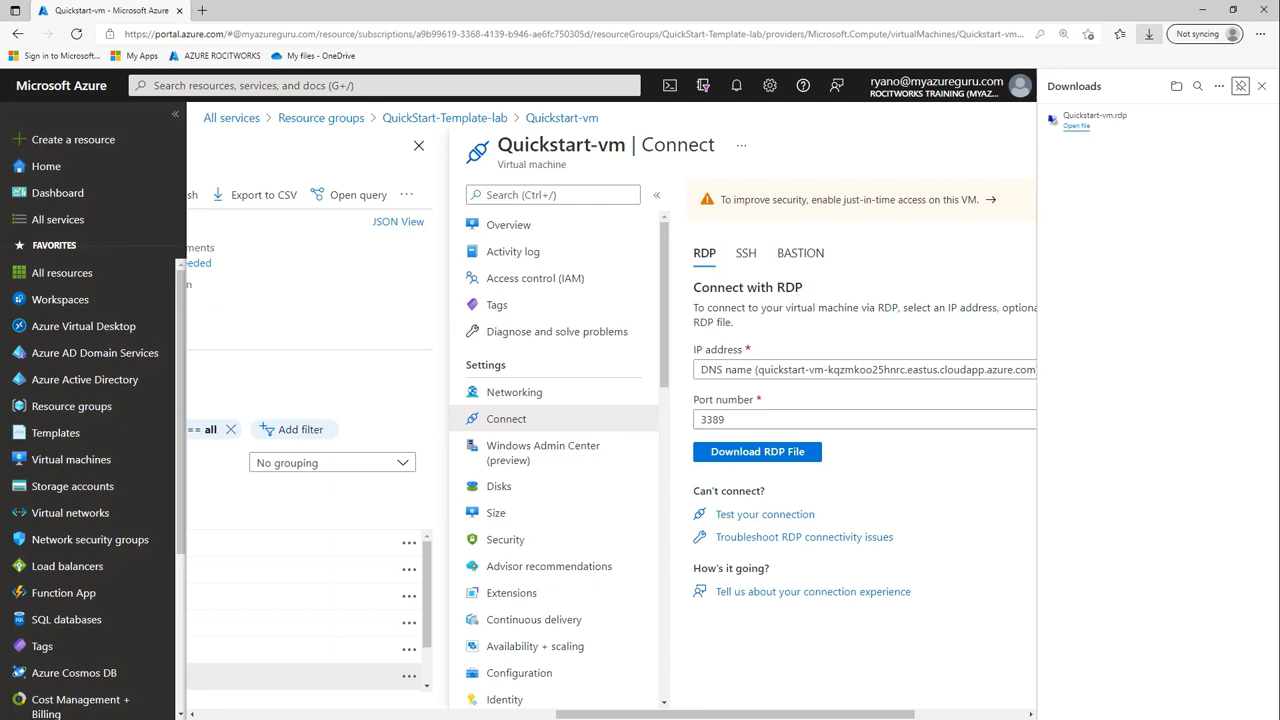 Quickstart-vm - Microsoft Azure
https://portal.azure.com/#@myazureguru.com/resource/subscriptions/a9b99619-3368-4139-b946-ae6fc750305d/resourceGroups/QuickStart-Template-lab/providers/Microsoft.Compute/virtualMachines/Quickstart-vm...
Not syncing
Sign in to Microsoft...
My Apps
AZURE ROCITWORKS
My files - OneDrive
Microsoft Azure
Search resources, services, and docs (G+/)
ryano@myazureguru.com
ROCITWORKS TRAINING (MYAZ...
Downloads
Quickstart-vm.rdp
Open file
«
Create a resource
Home
Dashboard
All services
FAVORITES
All resources
Workspaces
Azure Virtual Desktop
Azure AD Domain Services
Azure Active Directory
Resource groups
Templates
Virtual machines
Storage accounts
Virtual networks
Network security groups
Load balancers
Function App
SQL databases
Tags
Azure Cosmos DB
Cost Management +
Billing
All services > Resource groups > QuickStart-Template-lab > Quickstart-vm
sh
Export to CSV
Open query
...
JSON View
ments
eded
n
== all
Add filter
No grouping
Quickstart-vm | Connect
...
Virtual machine
Search (Ctrl+/)
«
Overview
Activity log
Access control (IAM)
Tags
Diagnose and solve problems
Settings
Networking
Connect
Windows Admin Center
(preview)
Disks
Size
Security
Advisor recommendations
Extensions
Continuous delivery
Availability + scaling
Configuration
Identity
To improve security, enable just-in-time access on this VM. →
RDP
SSH
BASTION
Connect with RDP
To connect to your virtual machine via RDP, select an IP address, optiona
RDP file.
IP address *
DNS name (quickstart-vm-kqzmkoo25hnrc.eastus.cloudapp.azure.com
Port number *
3389
Download RDP File
Can't connect?
Test your connection
Troubleshoot RDP connectivity issues
How's it going?
Tell us about your connection experience